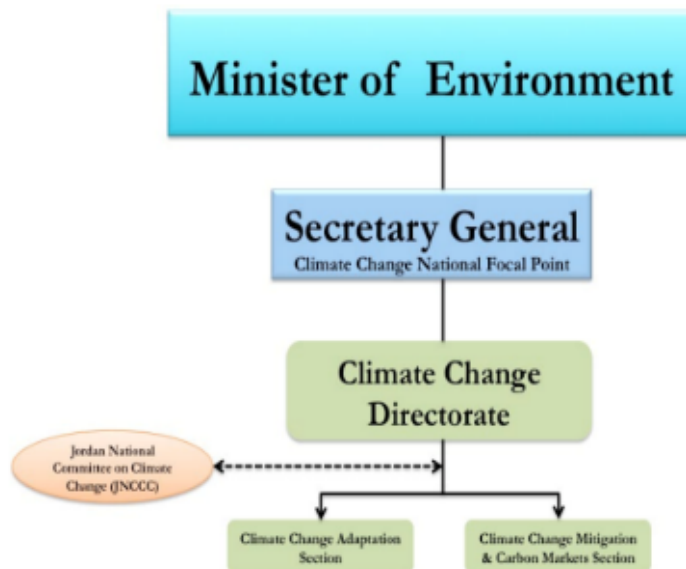 Minister of Environment
Secretary General
Climate Change National Focal Point
Climate Change
Directorate
Jordan National
Committee on Climate
Change (JNCCC)
Climate Change Adaptation
Section
Climate Change Mitigation
& Carbon Markets Section